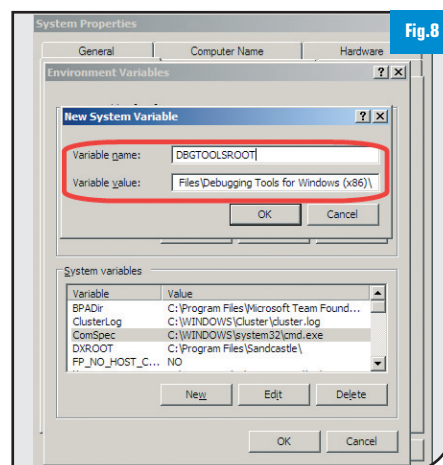 Fig.8
System Properties
General
Computer Name
Hardware
Environment Variables
New System Variable
Variable name: DBGTOOLSROOT
Variable value: Files\Debugging Tools for Windows (x86)\
OK Cancel
System variables
Variable Value
BPADir C:\Program Files\Microsoft Team Found...
ClusterLog C:\WINDOWS\Cluster\cluster.log
ComSpec C:\WINDOWS\system32\cmd.exe
DXROOT C:\Program Files\Sandcastle\
FP_NO_HOST_C... NO
New Edit Delete
OK Cancel